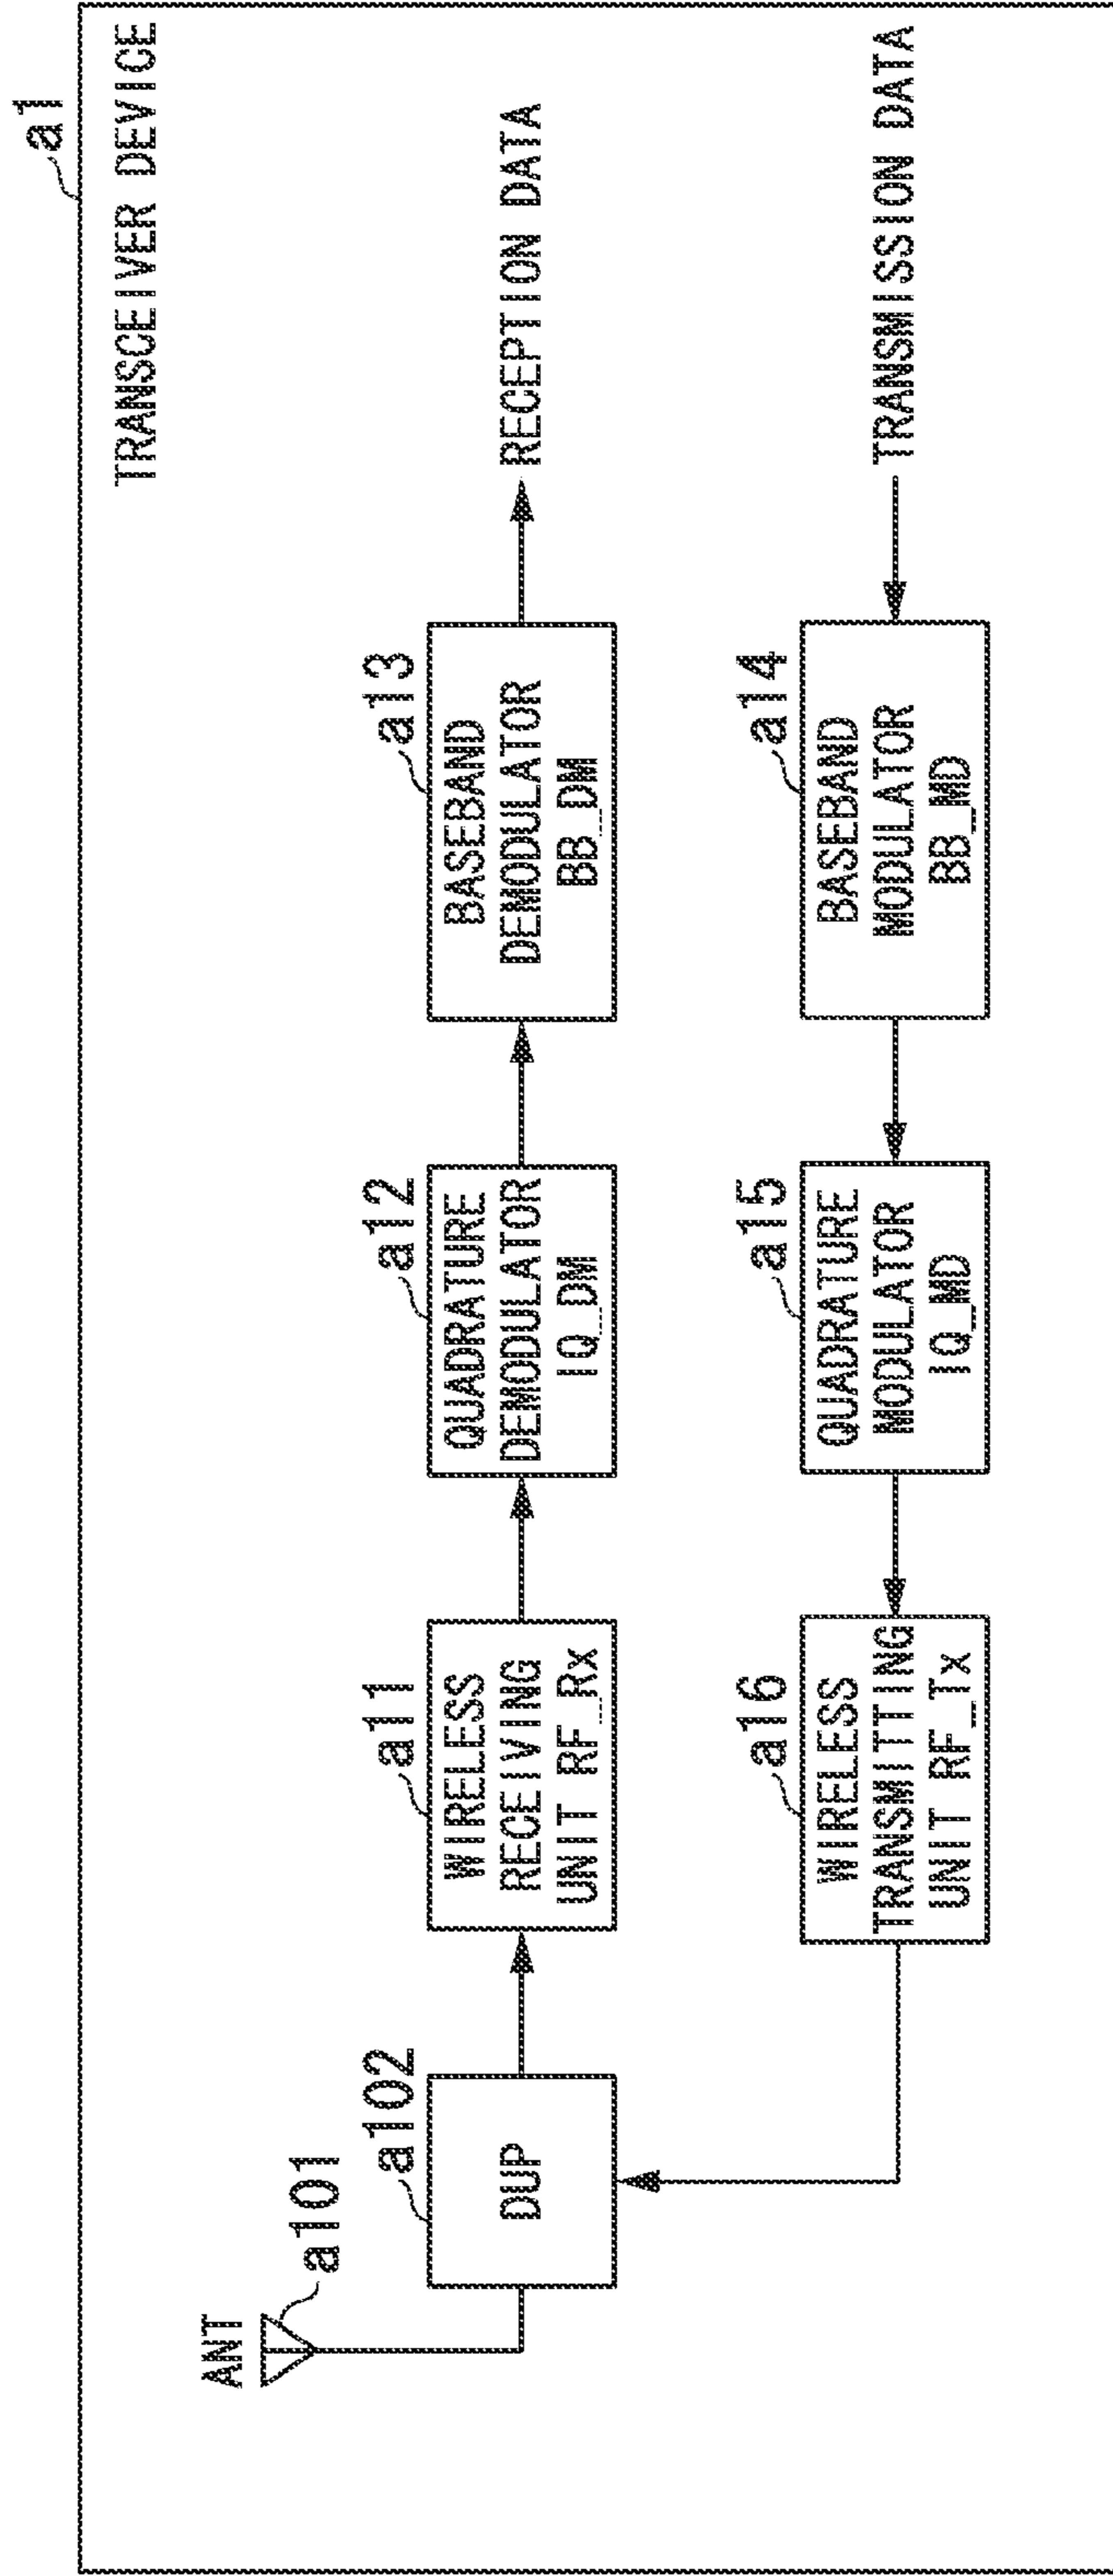 a1
TRANSCEIVER DEVICE
ANT
a101
a102
DUP
a11
WIRELESS
RECEIVING
UNIT RF_Rx
a12
QUADRATURE
DEMODULATOR
IQ_DM
a13
BASEBAND
DEMODULATOR
BB_DM
RECEPTION DATA
a16
WIRELESS
TRANSMITTING
UNIT RF_Tx
a15
QUADRATURE
MODULATOR
IQ_MD
a14
BASEBAND
MODULATOR
BB_MD
TRANSMISSION DATA